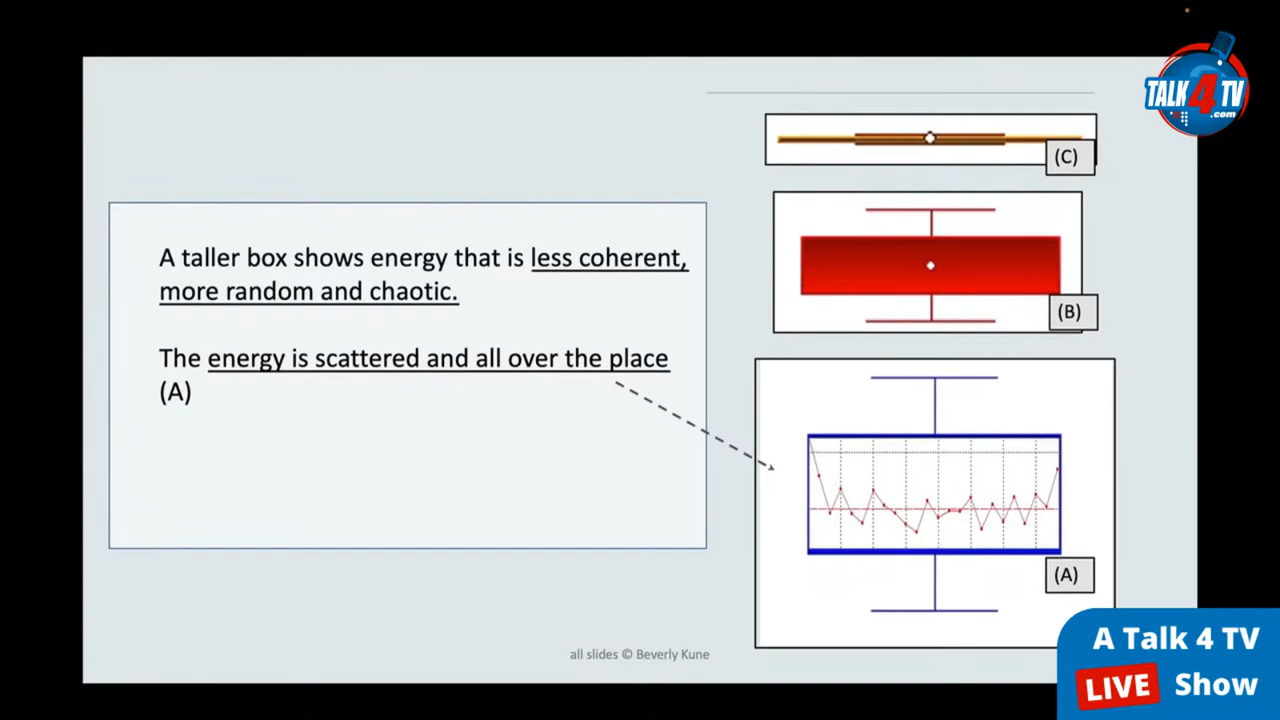 TALK 4 TV
.com
(C)
A taller box shows energy that is less coherent,
more random and chaotic.
(B)
The energy is scattered and all over the place
(A)
(A)
all slides © Beverly Kune
A Talk 4 TV
LIVE Show